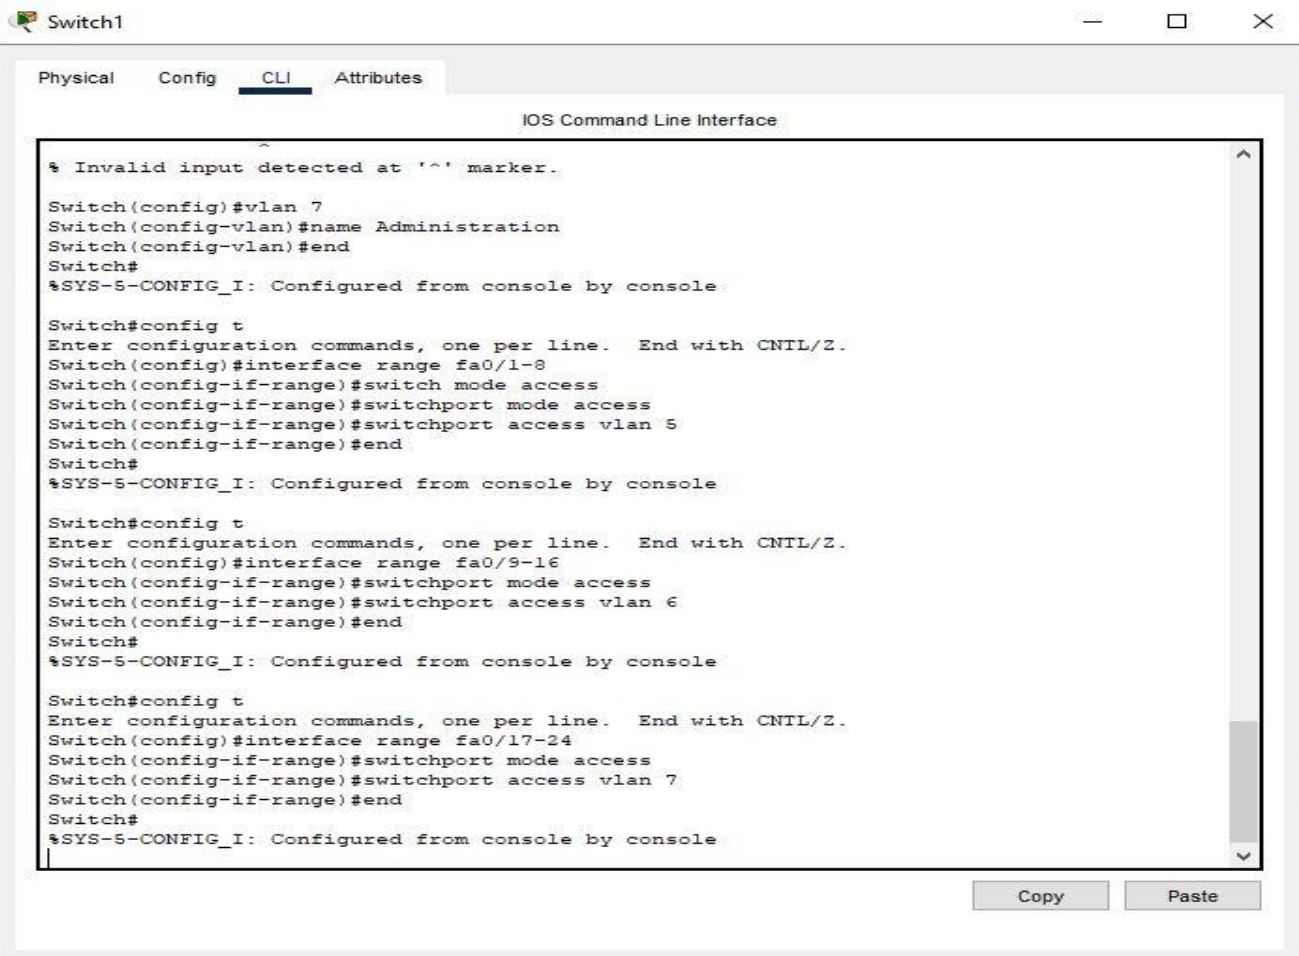 Switch1
Physical Config CLI Attributes
IOS Command Line Interface
^
% Invalid input detected at '^' marker.
Switch(config)#vlan 7
Switch(config-vlan)#name Administration
Switch(config-vlan)#end
Switch#
%SYS-5-CONFIG_I: Configured from console by console
Switch#config t
Enter configuration commands, one per line.  End with CNTL/Z.
Switch(config)#interface range fa0/1-8
Switch(config-if-range)#switch mode access
Switch(config-if-range)#switchport mode access
Switch(config-if-range)#switchport access vlan 5
Switch(config-if-range)#end
Switch#
%SYS-5-CONFIG_I: Configured from console by console
Switch#config t
Enter configuration commands, one per line.  End with CNTL/Z.
Switch(config)#interface range fa0/9-16
Switch(config-if-range)#switchport mode access
Switch(config-if-range)#switchport access vlan 6
Switch(config-if-range)#end
Switch#
%SYS-5-CONFIG_I: Configured from console by console
Switch#config t
Enter configuration commands, one per line.  End with CNTL/Z.
Switch(config)#interface range fa0/17-24
Switch(config-if-range)#switchport mode access
Switch(config-if-range)#switchport access vlan 7
Switch(config-if-range)#end
Switch#
%SYS-5-CONFIG_I: Configured from console by console
Copy Paste